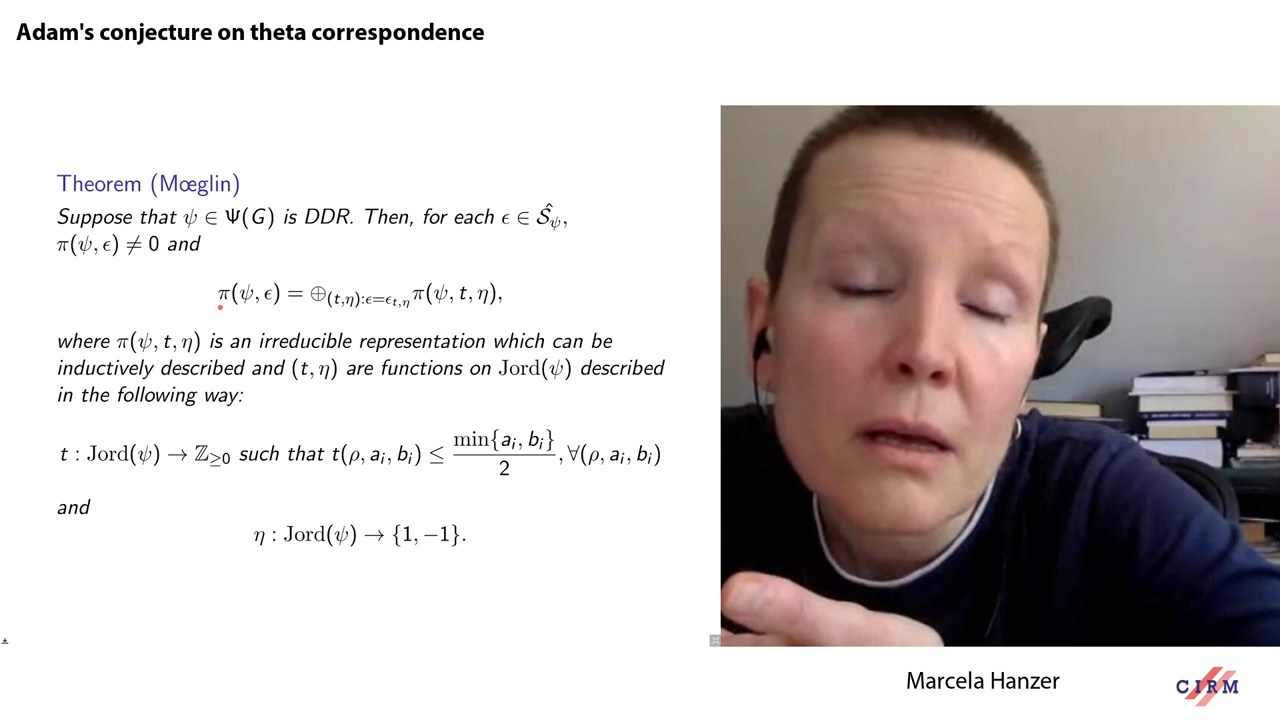 Adam's conjecture on theta correspondence
Theorem (Mœglin)
Suppose that ψ ∈ Ψ(G) is DDR. Then, for each ϵ ∈ 𝒮̂_ψ,
π(ψ, ϵ) ≠ 0 and
π(ψ, ϵ) = ⊕_{(t,η):ϵ=ϵ_{t,η}} π(ψ, t, η),
where π(ψ, t, η) is an irreducible representation which can be
inductively described and (t, η) are functions on Jord(ψ) described
in the following way:
t : Jord(ψ) → ℤ_{≥0} such that t(ρ, a_i, b_i) ≤ min{a_i, b_i}/2, ∀(ρ, a_i, b_i)
and
η : Jord(ψ) → {1, −1}.
Marcela Hanzer
CIRM